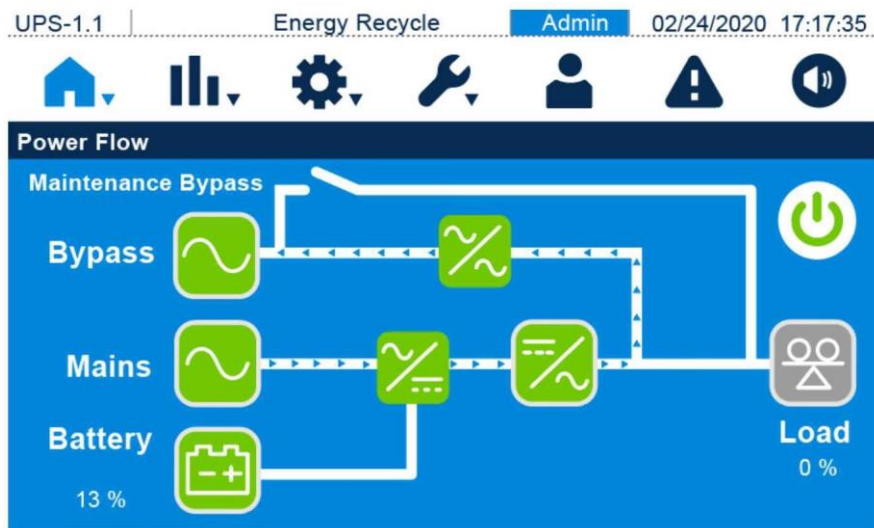 UPS-1.1 Energy Recycle Admin 02/24/2020 17:17:35
Power Flow
Maintenance Bypass
Bypass
Mains
Battery
13 %
Load
0 %